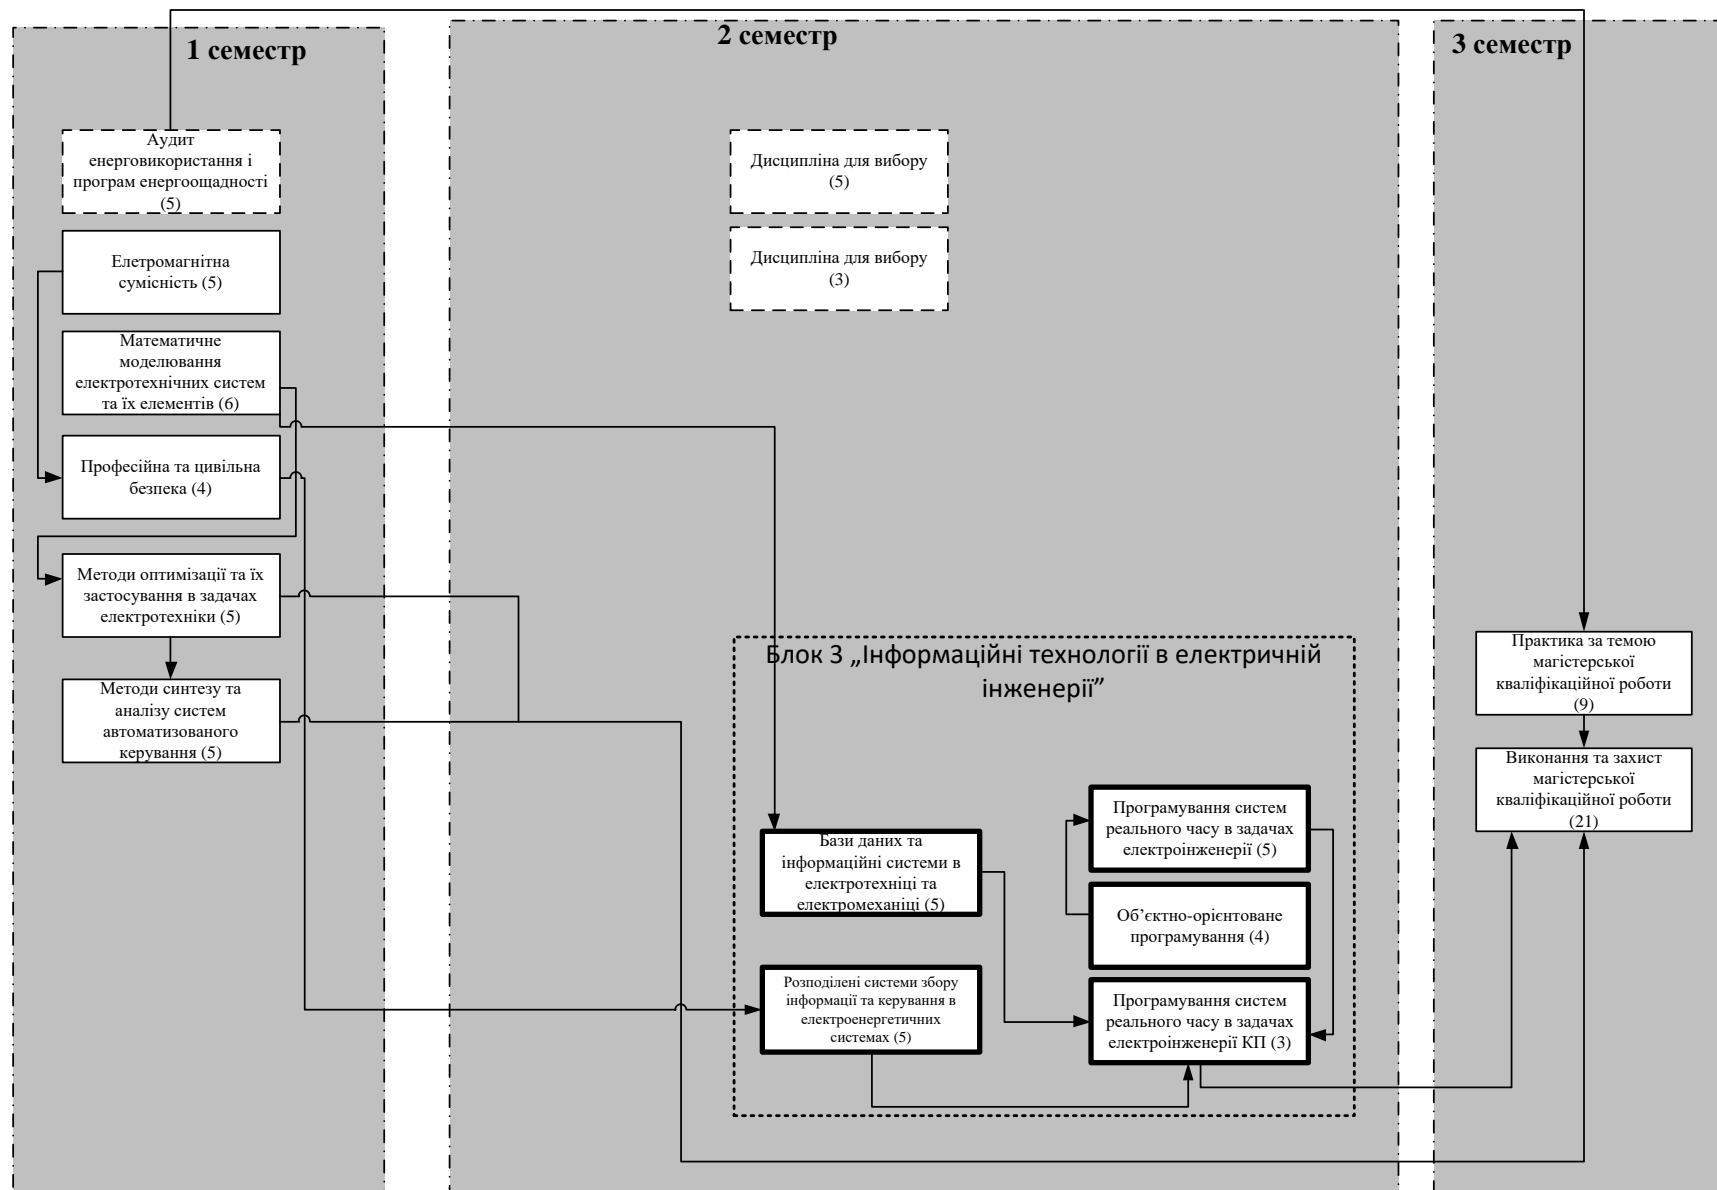 1 семестр
Аудит
енерговикористання і
програм енергоощадності
(5)
Елетромагнітна
сумісність (5)
Математичне
моделювання
електротехнічних систем
та їх елементів (6)
Професійна та цивільна
безпека (4)
Методи оптимізації та їх
застосування в задачах
електротехніки (5)
Методи синтезу та
аналізу систем
автоматизованого
керування (5)
2 семестр
Дисципліна для вибору
(5)
Дисципліна для вибору
(3)
Блок 3 „Інформаційні технології в електричній
інженерії”
Бази даних та
інформаційні системи в
електротехніці та
електромеханіці (5)
Розподілені системи збору
інформації та керування в
електроенергетичних
системах (5)
Програмування систем
реального часу в задачах
електроінженерії (5)
Об’єктно-орієнтоване
програмування (4)
Програмування систем
реального часу в задачах
електроінженерії КП (3)
3 семестр
Практика за темою
магістерської
кваліфікаційної роботи
(9)
Виконання та захист
магістерської
кваліфікаційної роботи
(21)